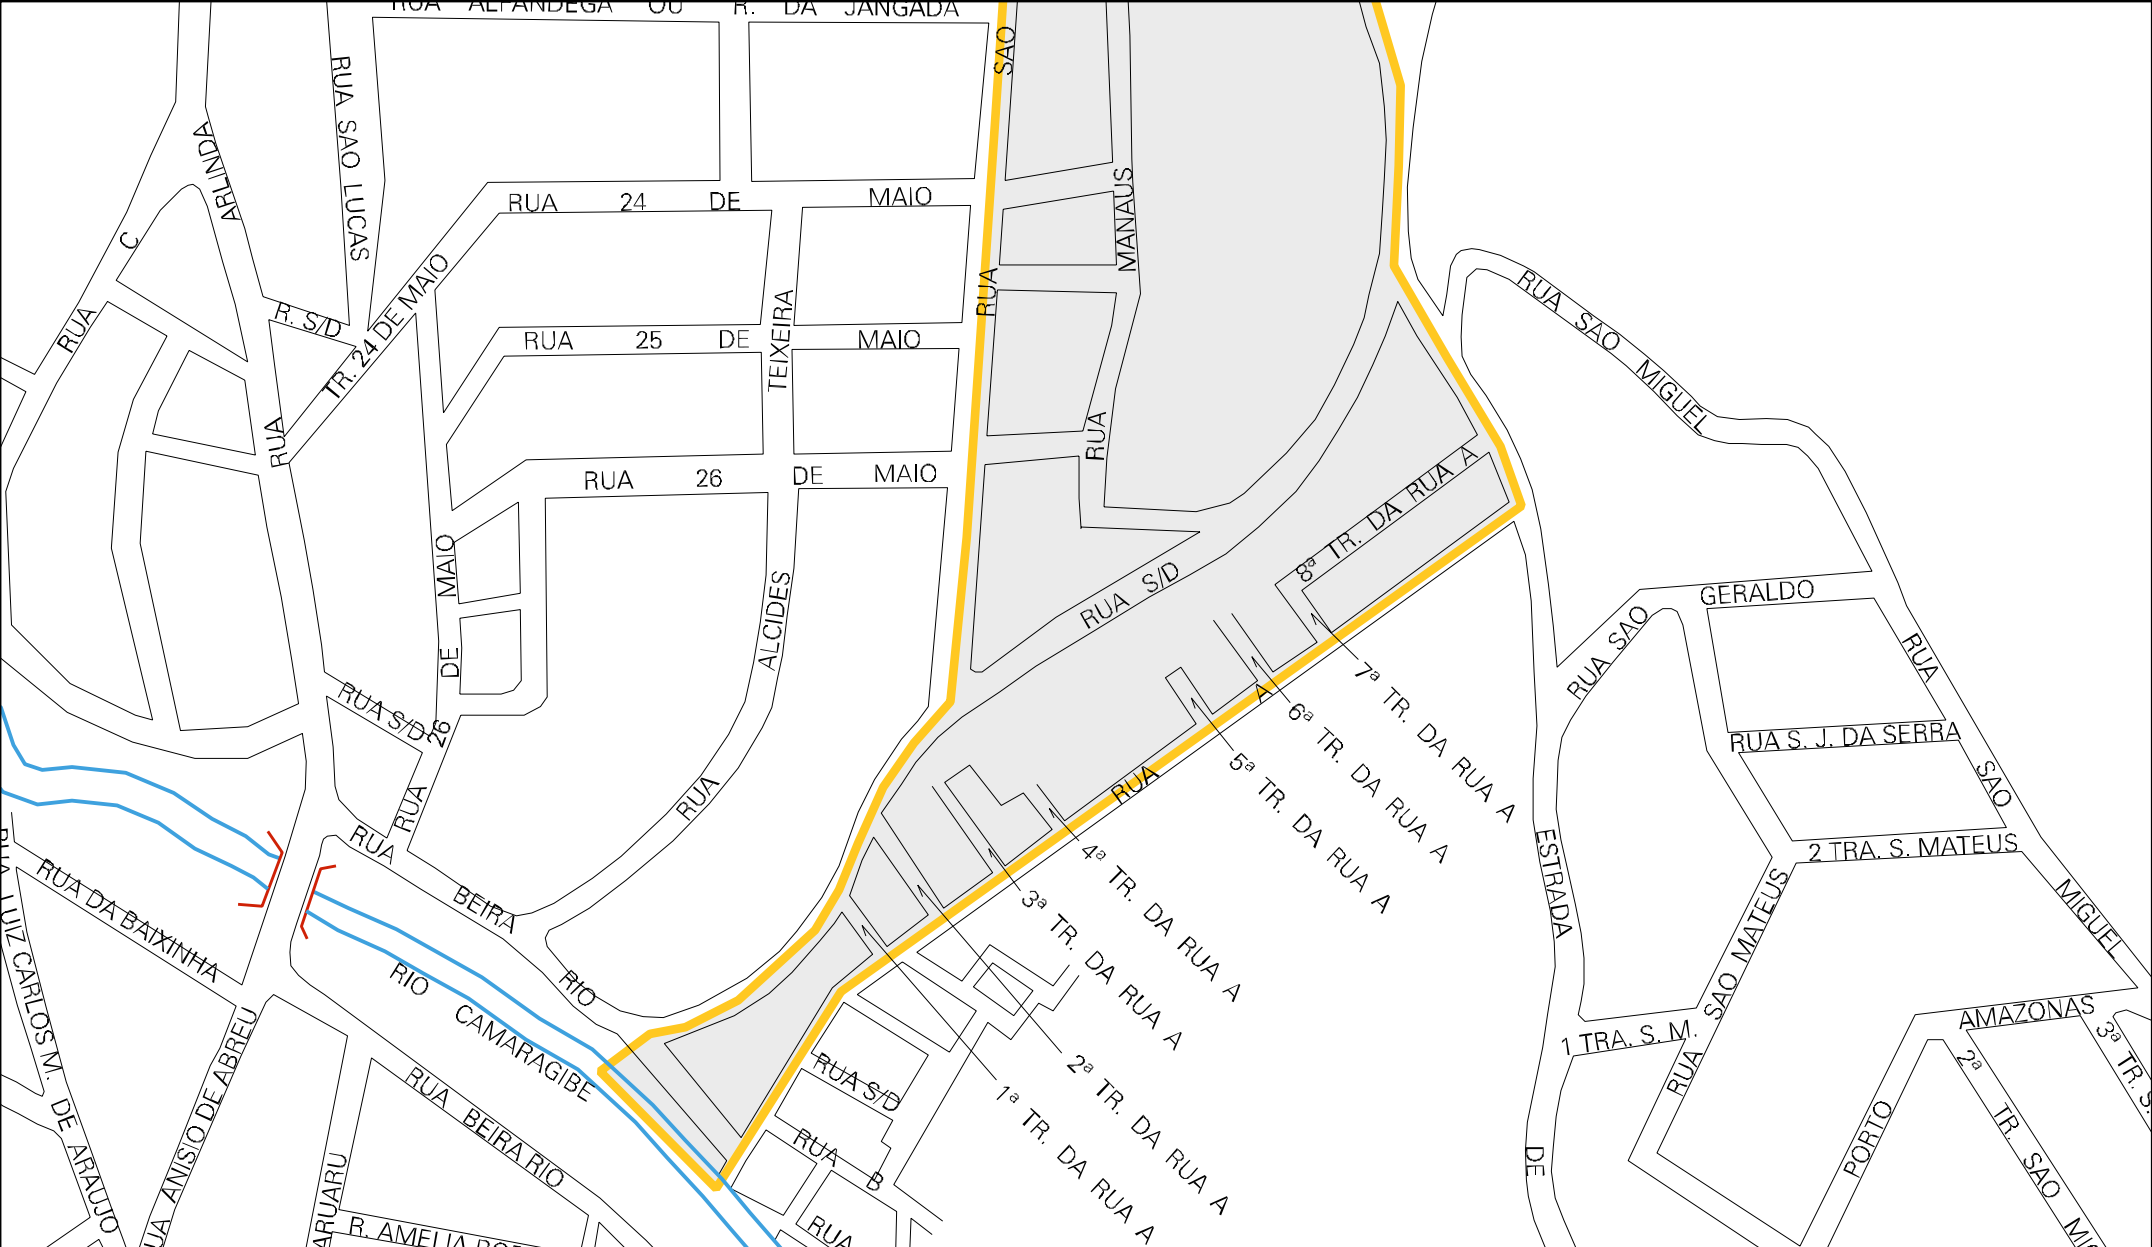 RUA ALFANDEGA OU R. DA JANGADA
SAO
RUA SAO LUCAS
ARLINDA
RUA 24 DE MAIO
MANAUS
C
RUA
R. S/D
TR. 24 DE MAIO
RUA
RUA SAO MIGUEL
RUA 25 DE MAIO
TEIXEIRA
RUA
RUA
RUA 26 DE MAIO
8ª TR. DA RUA A
DE MAIO
RUA S/D
ALCIDES
GERALDO
RUA SAO
RUA
7ª TR. DA RUA A
6ª TR. DA RUA A
5ª TR. DA RUA A
A
RUA
RUA S/D
26
RUA
RUA
RUA S. J. DA SERRA
SAO
MIGUEL
2 TRA. S. MATEUS
4ª TR. DA RUA A
3ª TR. DA RUA A
2ª TR. DA RUA A
1ª TR. DA RUA A
ESTRADA
DE
RUA BEIRA RIO
RUA DA BAIXINHA
LUIZ CARLOS M. DE ARAUJO
RIO CAMARAGIBE
RUA SAO MATEUS
1 TRA. S. M.
AMAZONAS
PORTO
2ª TR. SAO
3ª TR. S.
RUA S/D
RUA B
RUA
RUA BEIRA RIO
RUA ANISIO DE ABREU
ARUARU
R. AMELIA